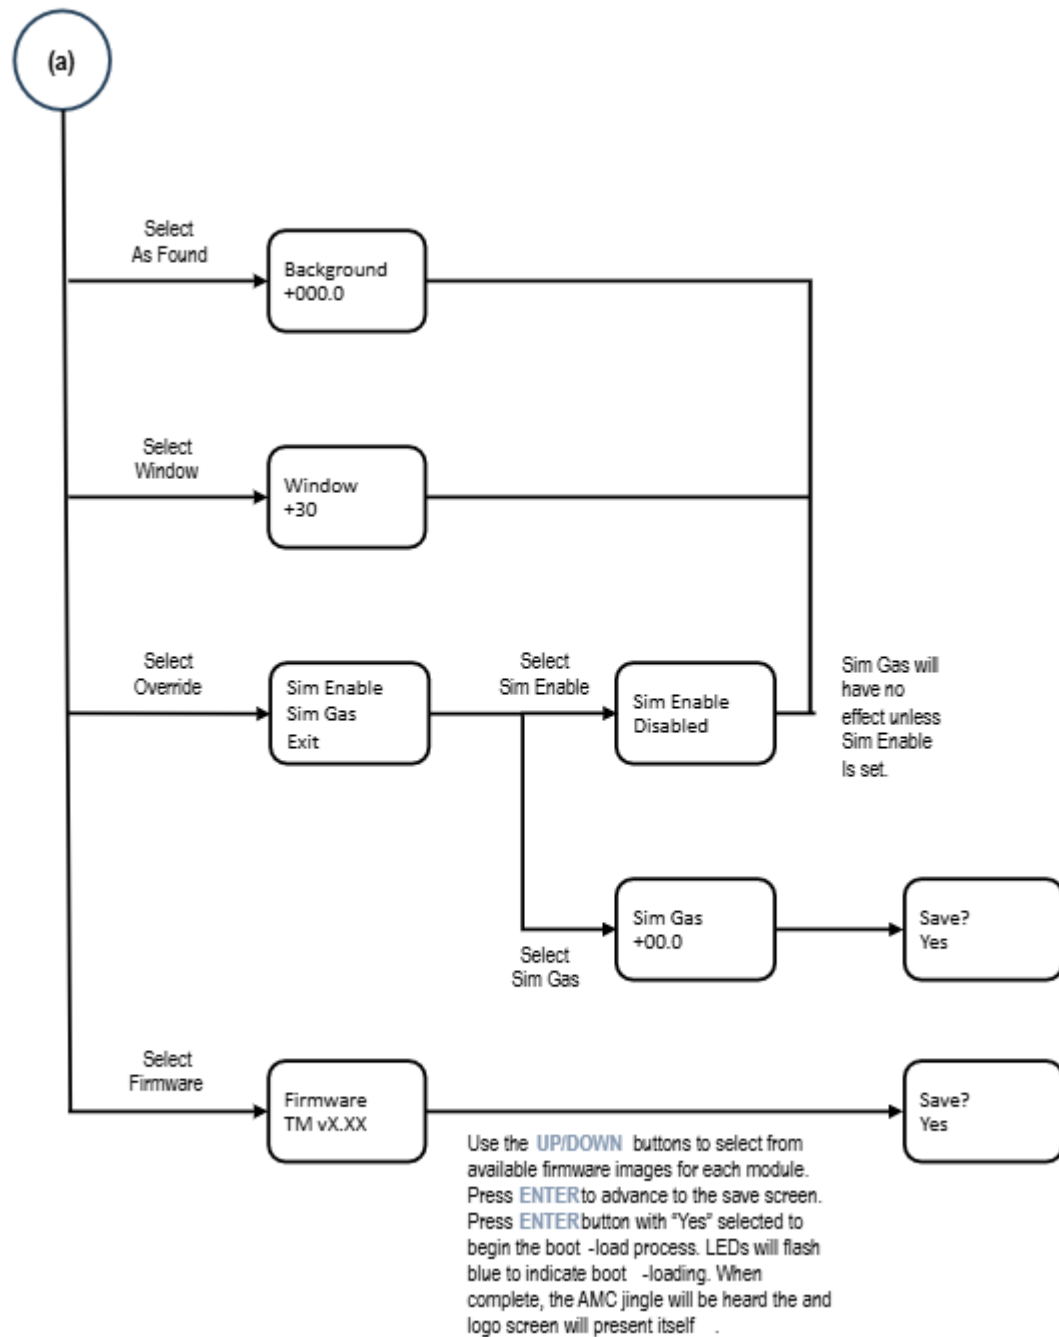 (a)
Select
As Found
Background
+000.0
Select
Window
Window
+30
Select
Override
Sim Enable
Sim Gas
Exit
Select
Sim Enable
Sim Enable
Disabled
Sim Gas will
have no
effect unless
Sim Enable
Is set.
Select
Sim Gas
Sim Gas
+00.0
Save?
Yes
Select
Firmware
Firmware
TM vX.XX
Save?
Yes
Use the UP/DOWN buttons to select from
available firmware images for each module.
Press ENTER to advance to the save screen.
Press ENTER button with "Yes" selected to
begin the boot -load process. LEDs will flash
blue to indicate boot -loading. When
complete, the AMC jingle will be heard the and
logo screen will present itself .